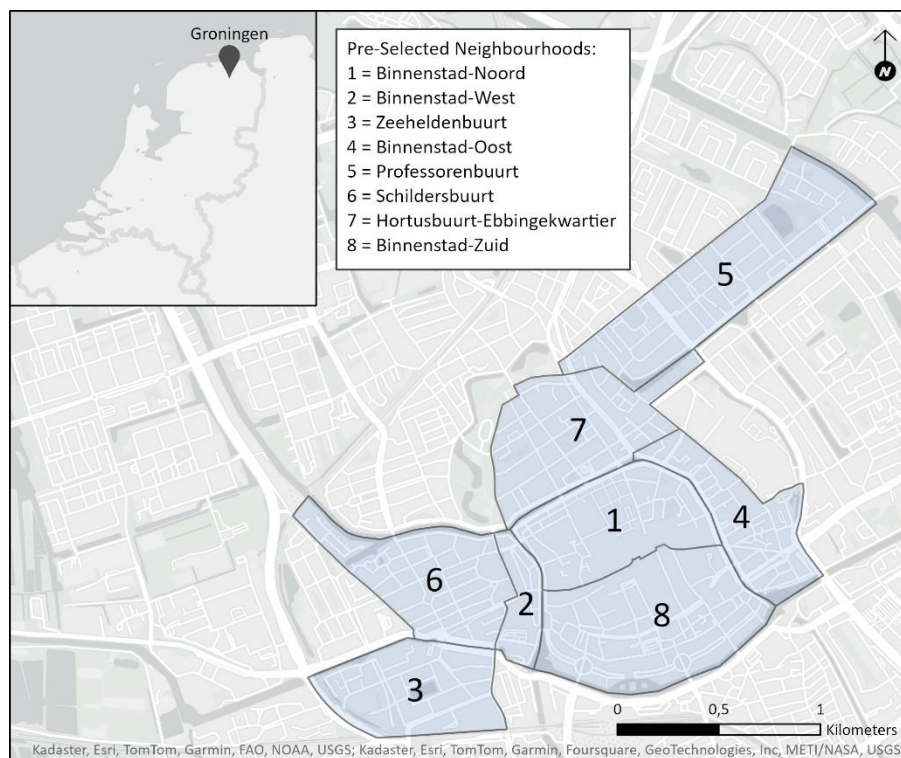 Groningen
Pre-Selected Neighbourhoods:
1 = Binnenstad-Noord
2 = Binnenstad-West
3 = Zeeheldenbuurt
4 = Binnenstad-Oost
5 = Professorenbuurt
6 = Schildersbuurt
7 = Hortusbuurt-Ebbingekwartier
8 = Binnenstad-Zuid
N
5
7
1
4
6
2
8
3
0 0,5 1
Kilometers
Kadaster, Esri, TomTom, Garmin, FAO, NOAA, USGS; Kadaster, Esri, TomTom, Garmin, Foursquare, GeoTechnologies, Inc, METI/NASA, USGS